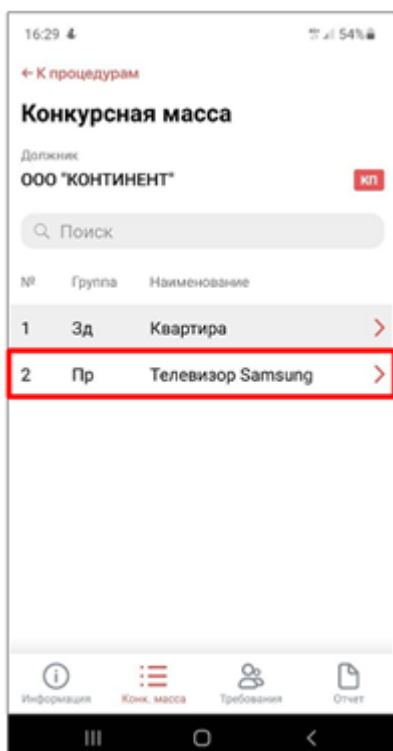 16:29 54%
← К процедурам
Конкурсная масса
Должник
ООО "КОНТИНЕНТ" КП
Поиск
№ Группа Наименование
1 Зд Квартира
2 Пр Телевизор Samsung
Информация Конк. масса Требования Отчет